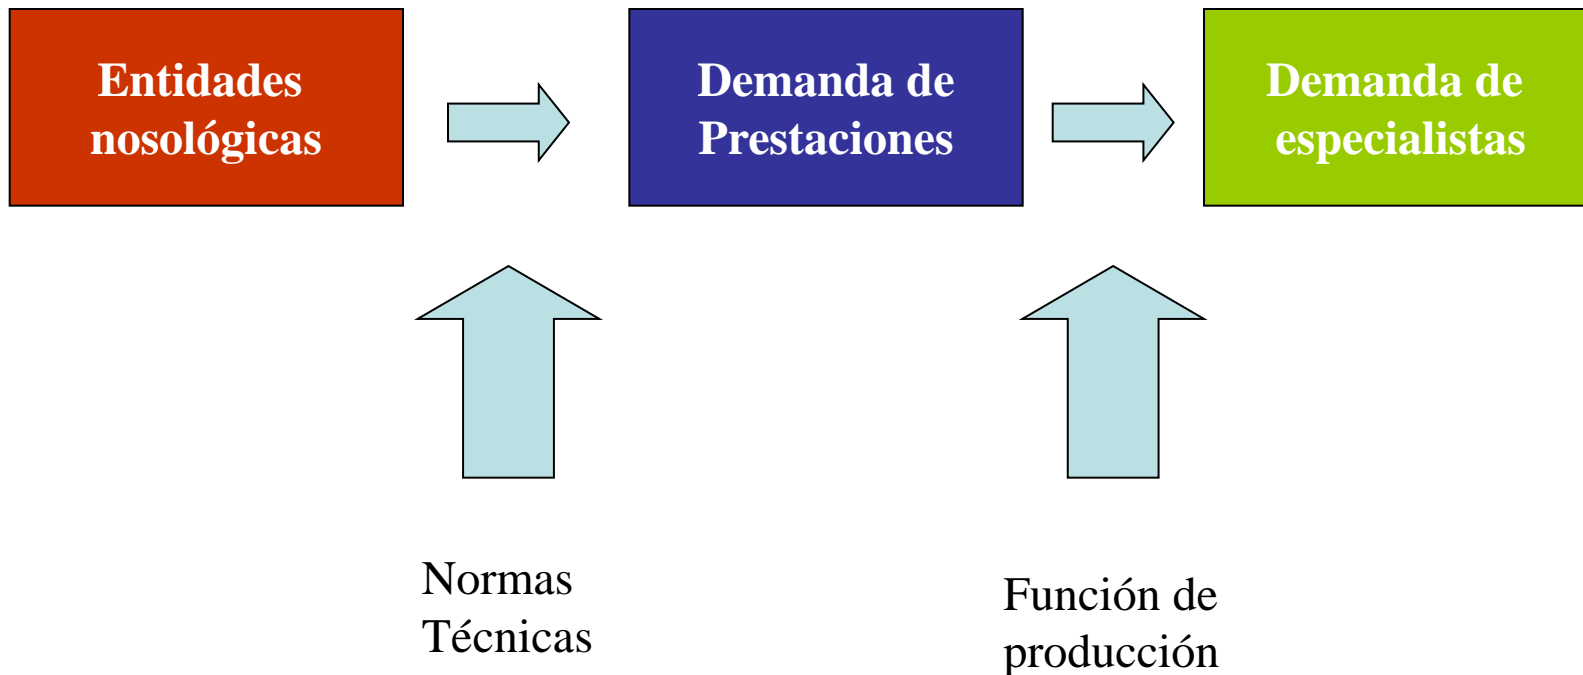 Entidades
nosológicas
Demanda de
Prestaciones
Demanda de
especialistas
Normas
Técnicas
Función de
producción